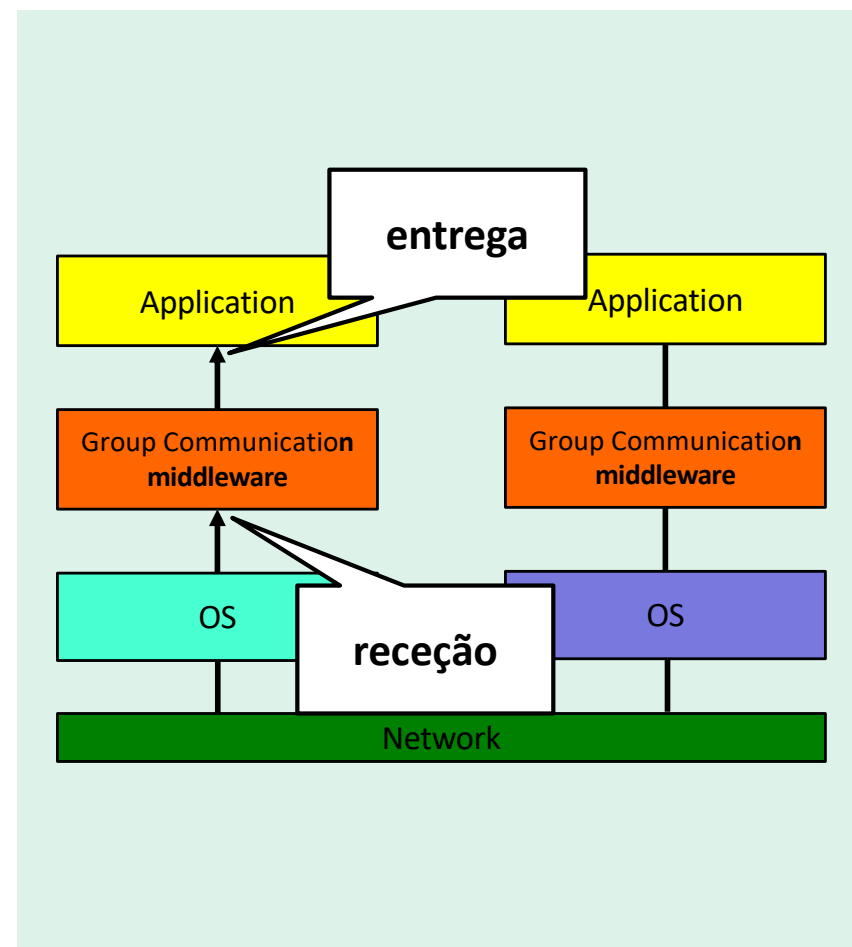 entrega
Application
Application
Group Communication
middleware
Group Communication
middleware
OS
OS
receção
Network